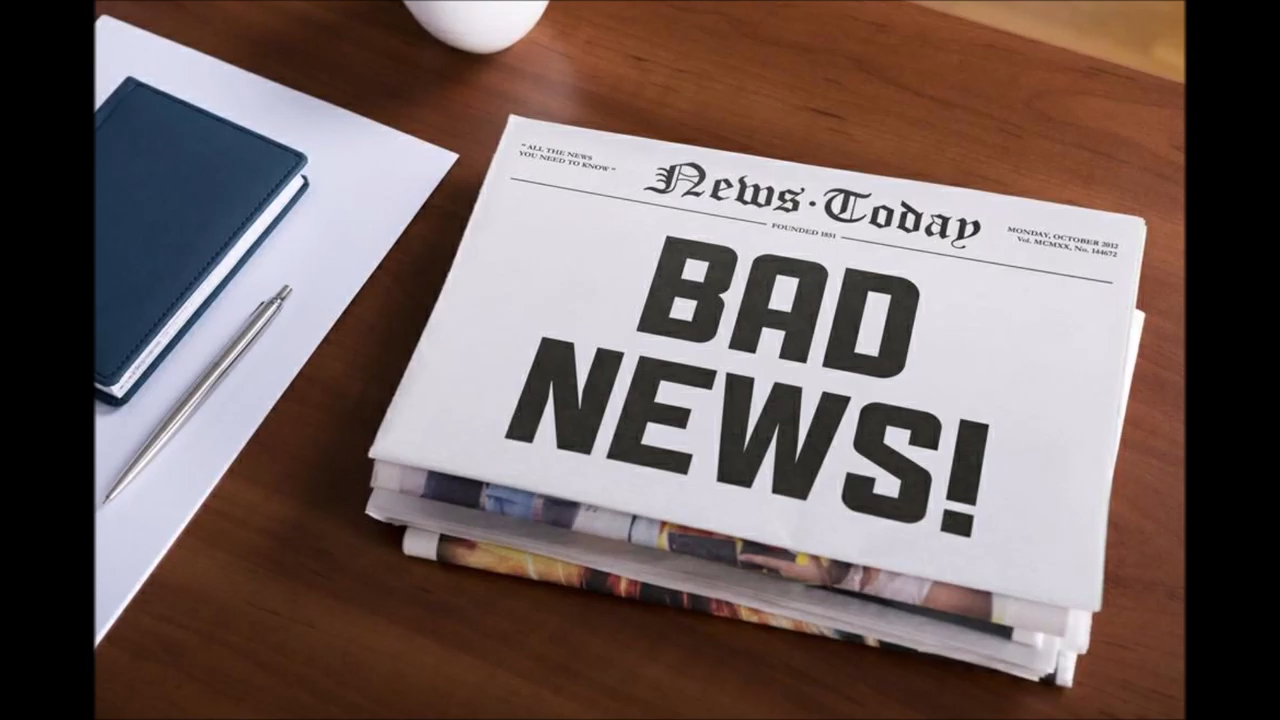 "ALL THE NEWS
YOU NEED TO KNOW"
News·Today
FOUNDED 1851
MONDAY, OCTOBER 2012
Vol. MCMXX, No. 144672
BAD
NEWS!